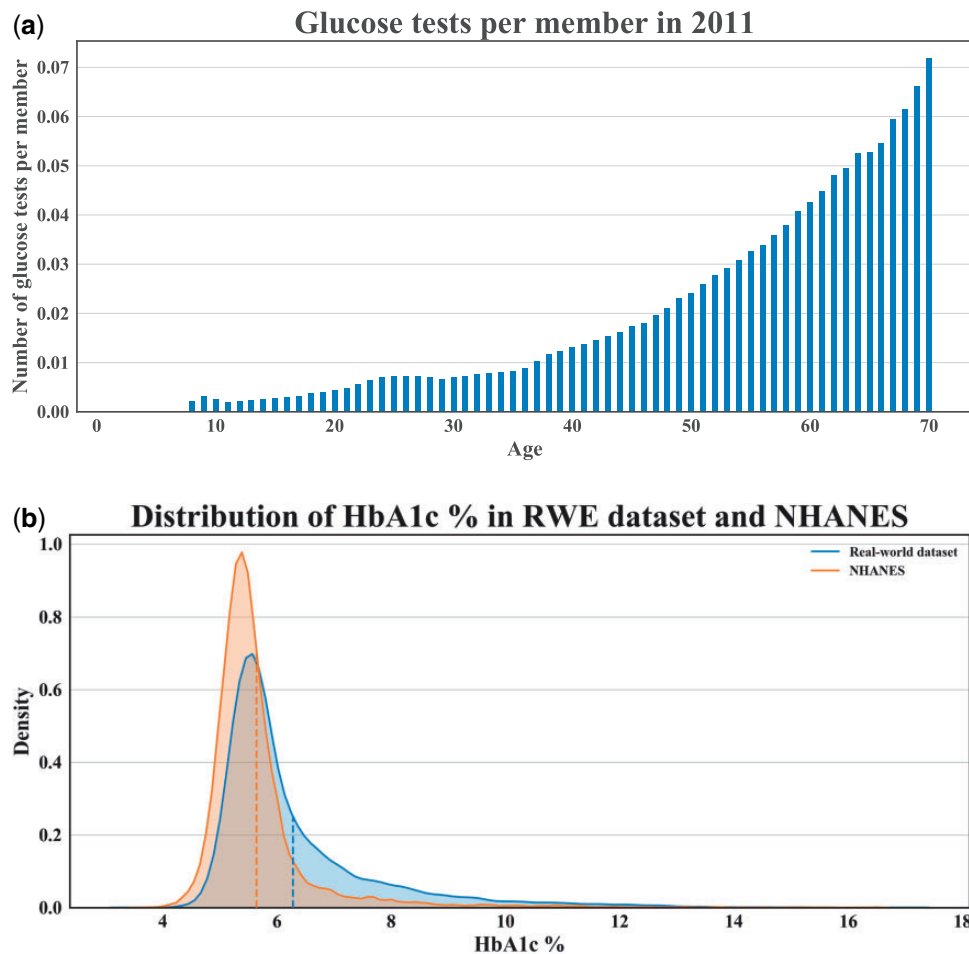 (a)
Glucose tests per member in 2011
Number of glucose tests per member
0.07
0.06
0.05
0.04
0.03
0.02
0.01
0.00
0 10 20 30 40 50 60 70
Age
(b)
Distribution of HbA1c % in RWE dataset and NHANES
Real-world dataset
NHANES
Density
1.0
0.8
0.6
0.4
0.2
0.0
4 6 8 10 12 14 16 18
HbA1c %